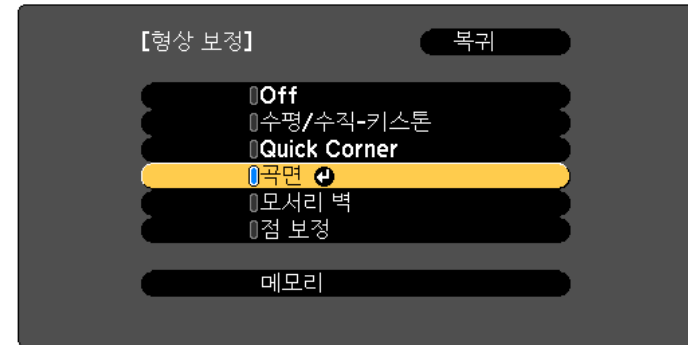 [형상 보정] 복귀
Off
수평/수직-키스톤
Quick Corner
곡면
모서리 벽
점 보정
메모리